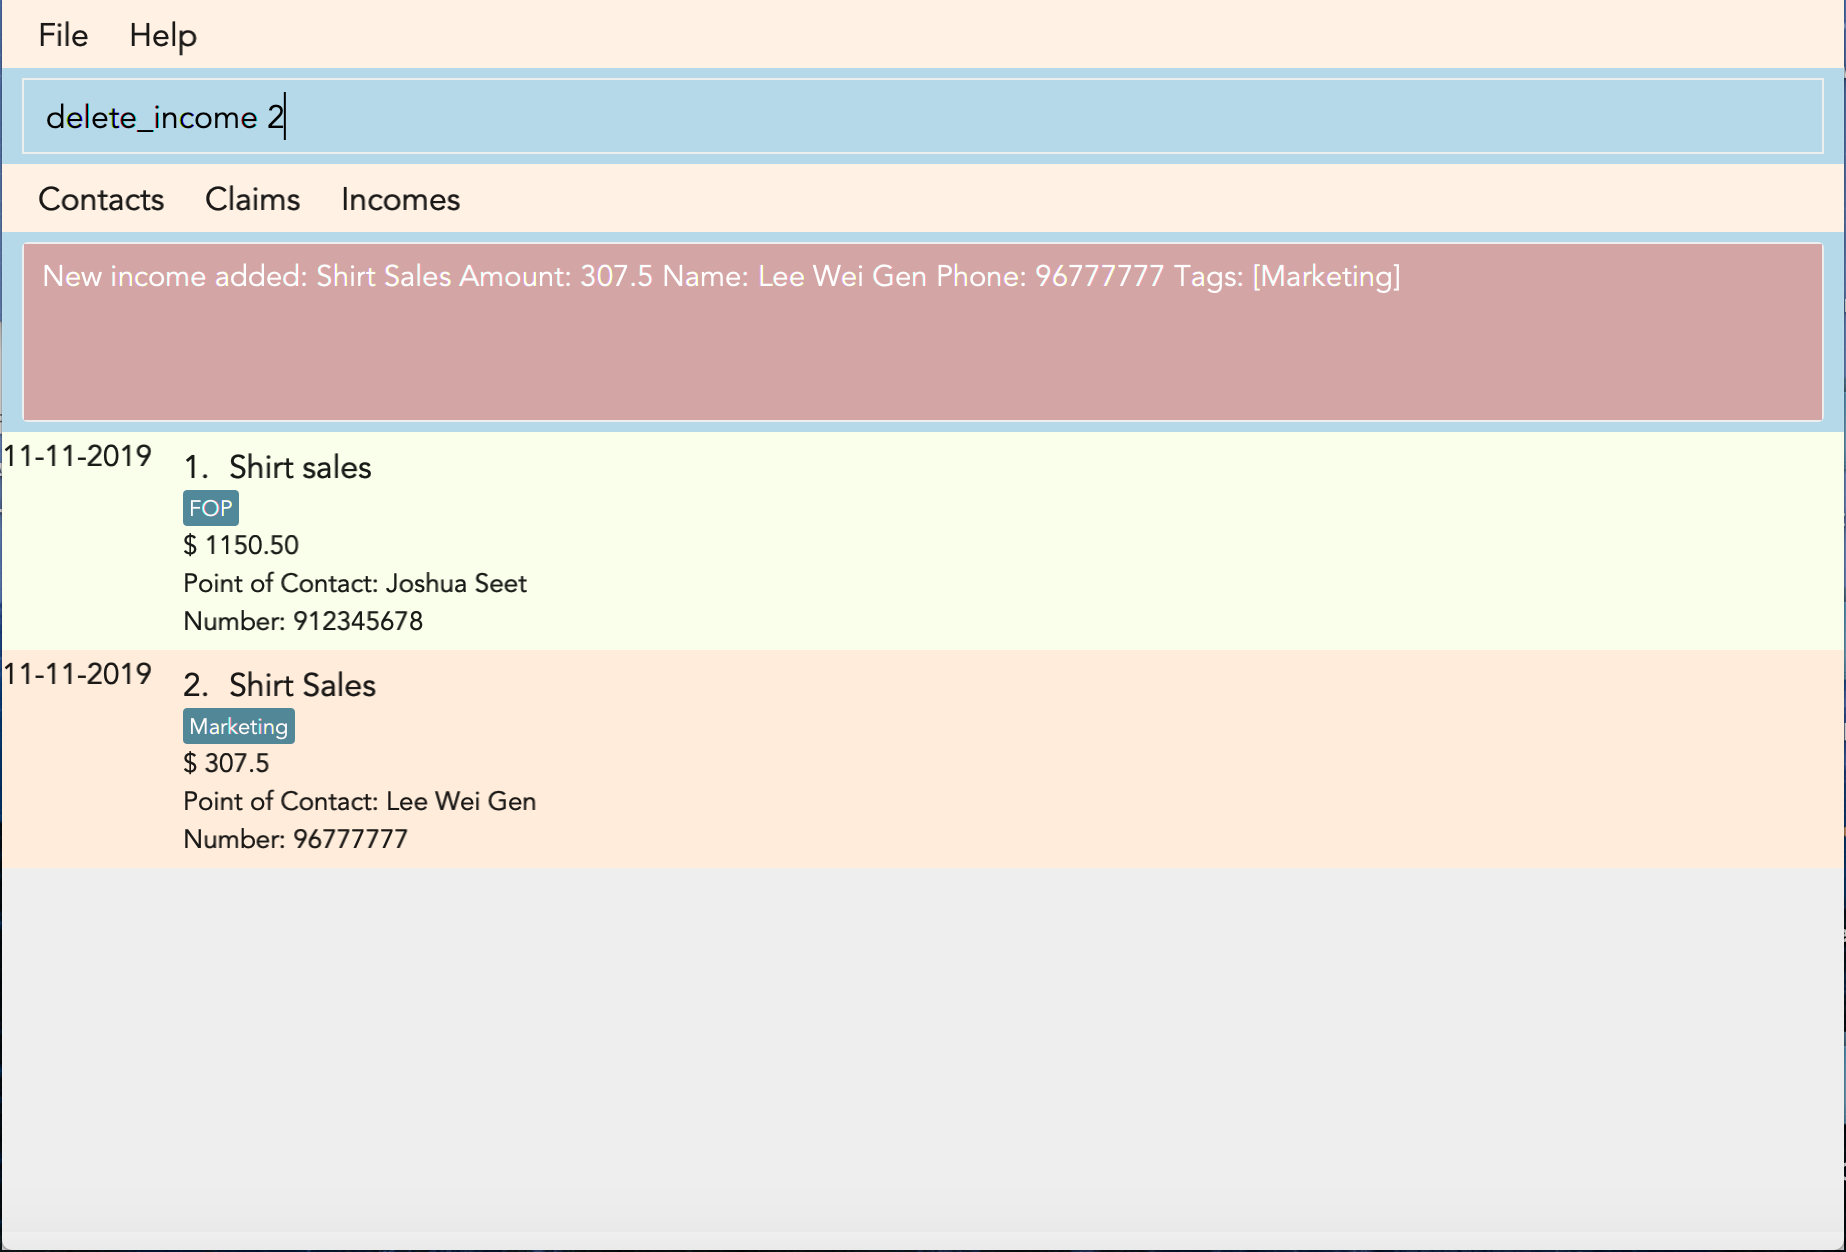 File Help
delete_income 2
Contacts Claims Incomes
New income added: Shirt Sales Amount: 307.5 Name: Lee Wei Gen Phone: 96777777 Tags: [Marketing]
11-11-2019
1. Shirt sales
FOP
$ 1150.50
Point of Contact: Joshua Seet
Number: 912345678
11-11-2019
2. Shirt Sales
Marketing
$ 307.5
Point of Contact: Lee Wei Gen
Number: 96777777